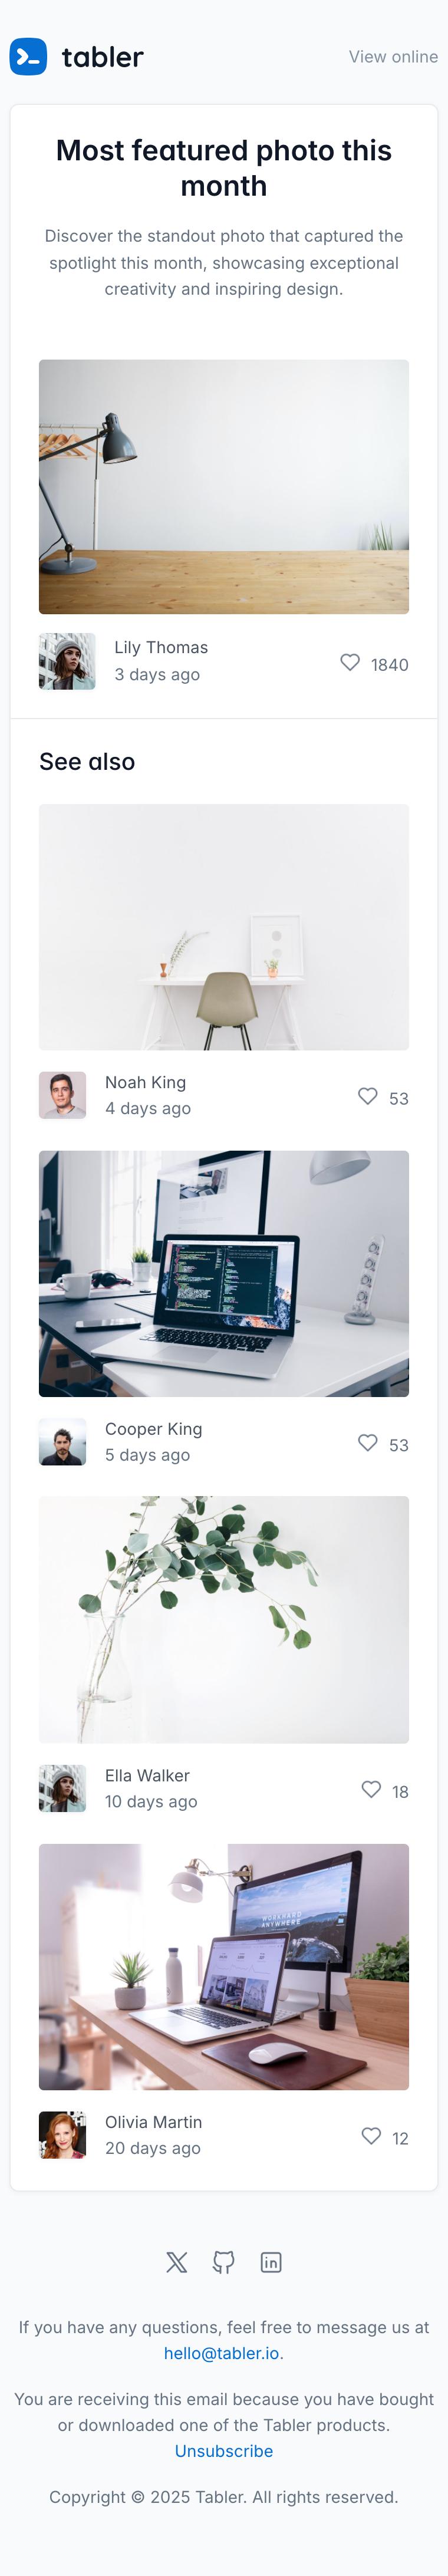 tabler
View online
Most featured photo this
month
Discover the standout photo that captured the
spotlight this month, showcasing exceptional
creativity and inspiring design.
Lily Thomas
3 days ago
1840
See also
Noah King
4 days ago
53
Cooper King
5 days ago
53
Ella Walker
10 days ago
18
WORKHARD
ANYWHERE
Olivia Martin
20 days ago
12
If you have any questions, feel free to message us at
hello@tabler.io.
You are receiving this email because you have bought
or downloaded one of the Tabler products.
Unsubscribe
Copyright © 2025 Tabler. All rights reserved.